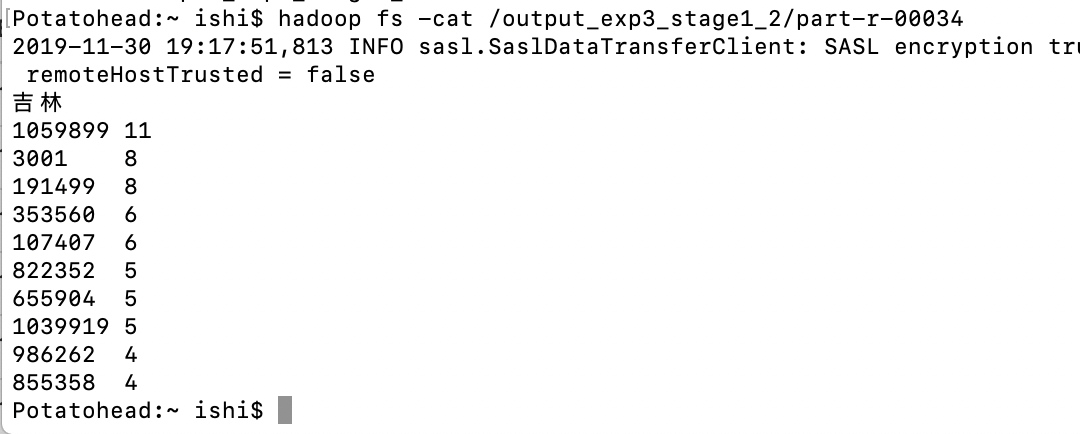 Potatohead:~ ishi$ hadoop fs -cat /output_exp3_stage1_2/part-r-00034
2019-11-30 19:17:51,813 INFO sasl.SaslDataTransferClient: SASL encryption
remoteHostTrusted = false
吉林
1059899 11
3001 8
191499 8
353560 6
107407 6
822352 5
655904 5
1039919 5
986262 4
855358 4
Potatohead:~ ishi$